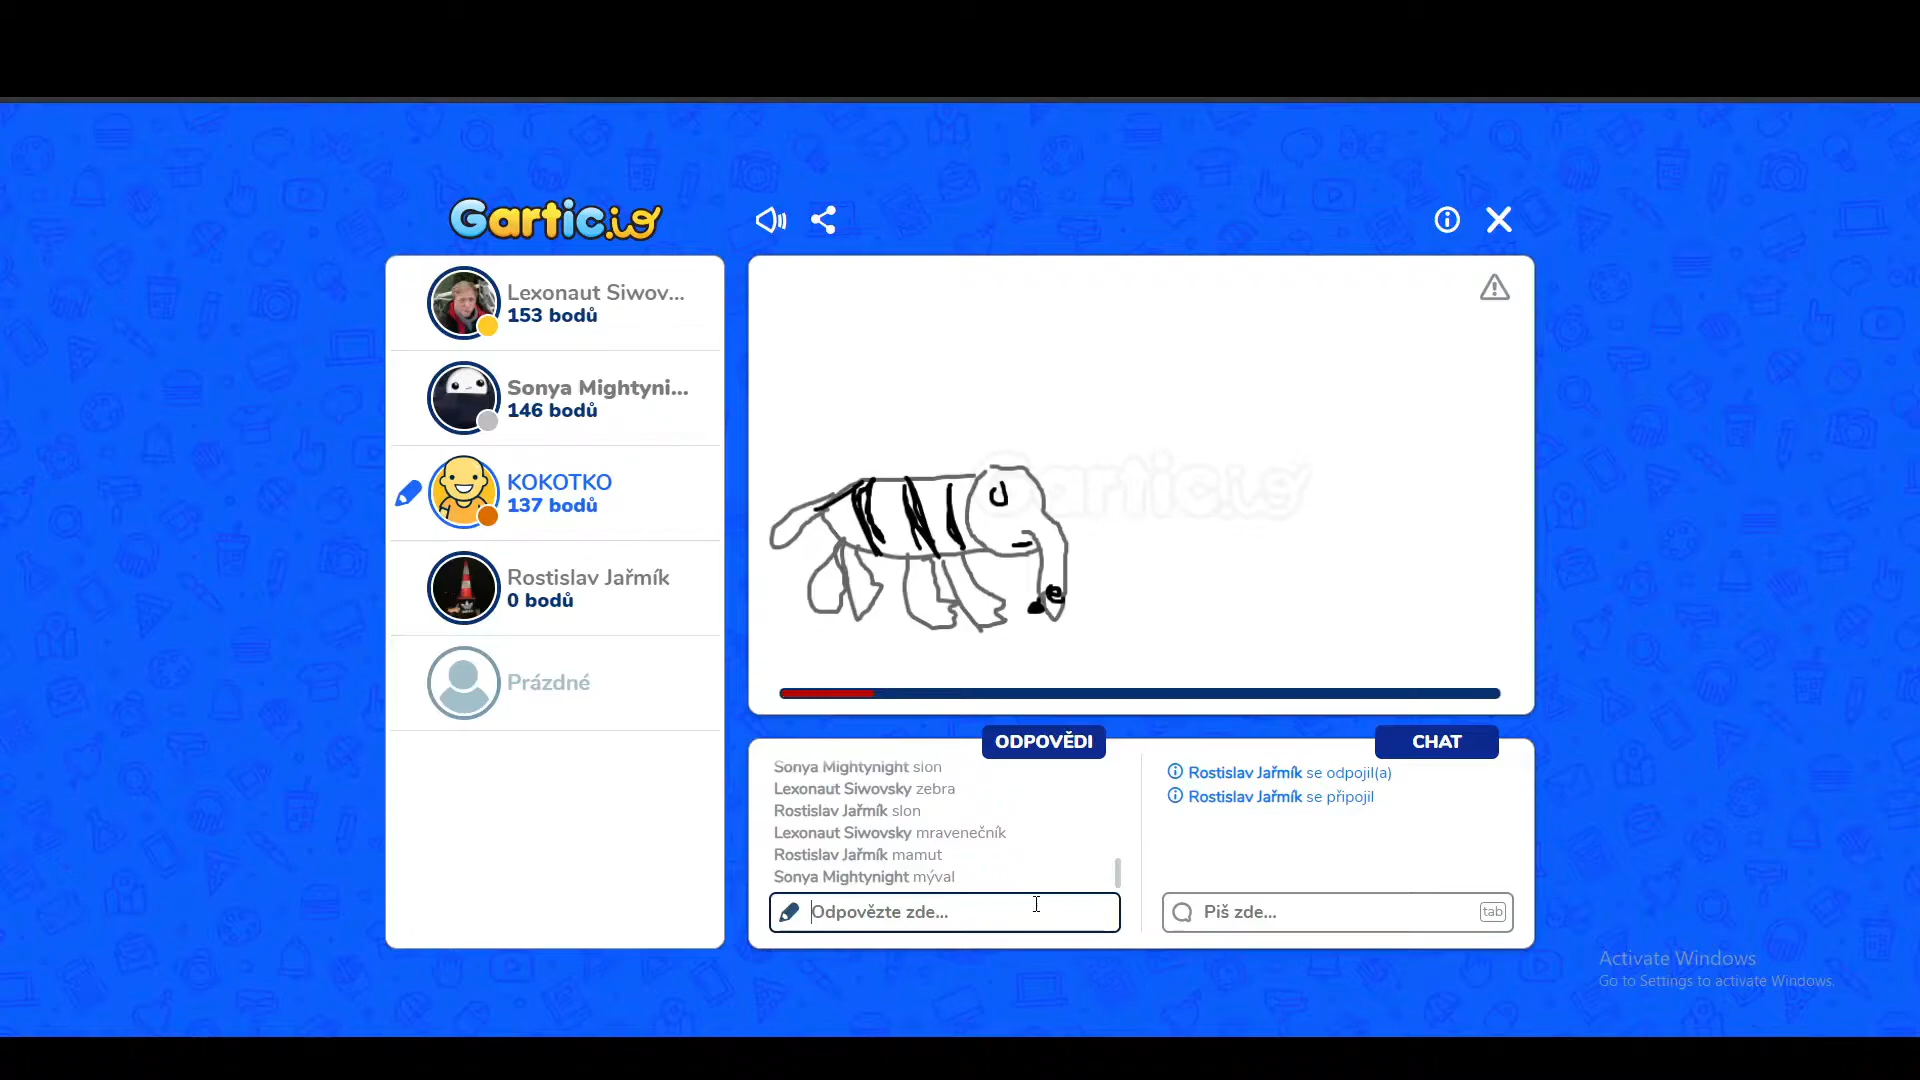 Gartic.io
Lexonaut Siwov...
153 bodů
Sonya Mightyni...
146 bodů
KOKOTKO
137 bodů
Rostislav Jařmík
0 bodů
Prázdné
Gartic.io
ODPOVĚDI
Sonya Mightynight slon
Lexonaut Siwovsky zebra
Rostislav Jařmík slon
Lexonaut Siwovsky mravenečník
Rostislav Jařmík mamut
Sonya Mightynight mýval
Odpovězte zde...
CHAT
Rostislav Jařmík se odpojil(a)
Rostislav Jařmík se připojil
Piš zde...
tab
Activate Windows
Go to Settings to activate Windows.